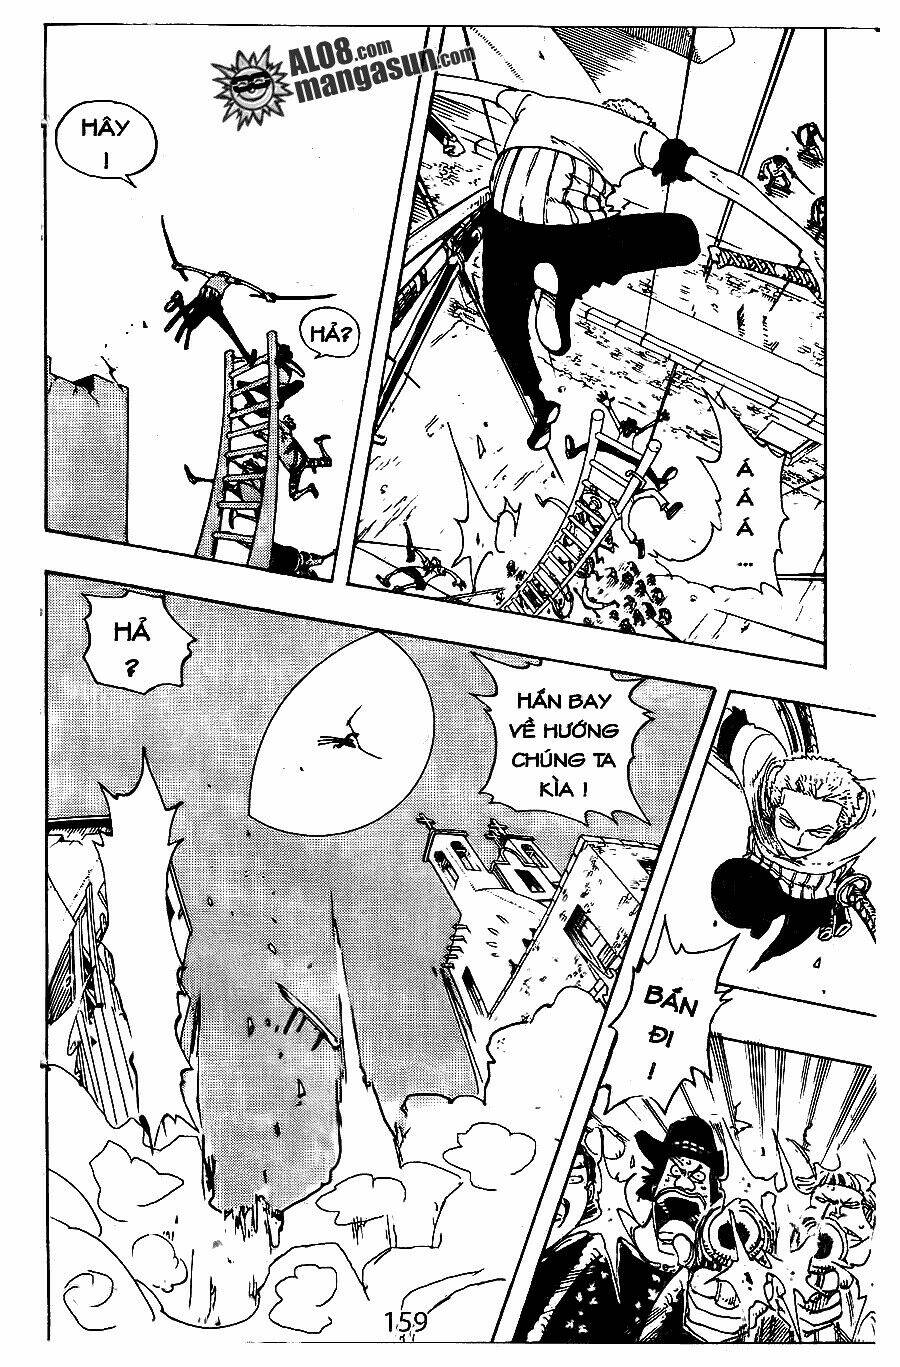 ALO8.com
mangasun.com
HÂY
!
HẢ?
Á
Á
Á
...
HẢ
?
HẮN BAY
VỀ HƯỚNG
CHÚNG TA
KÌA !
BẮN
ĐI
!
159